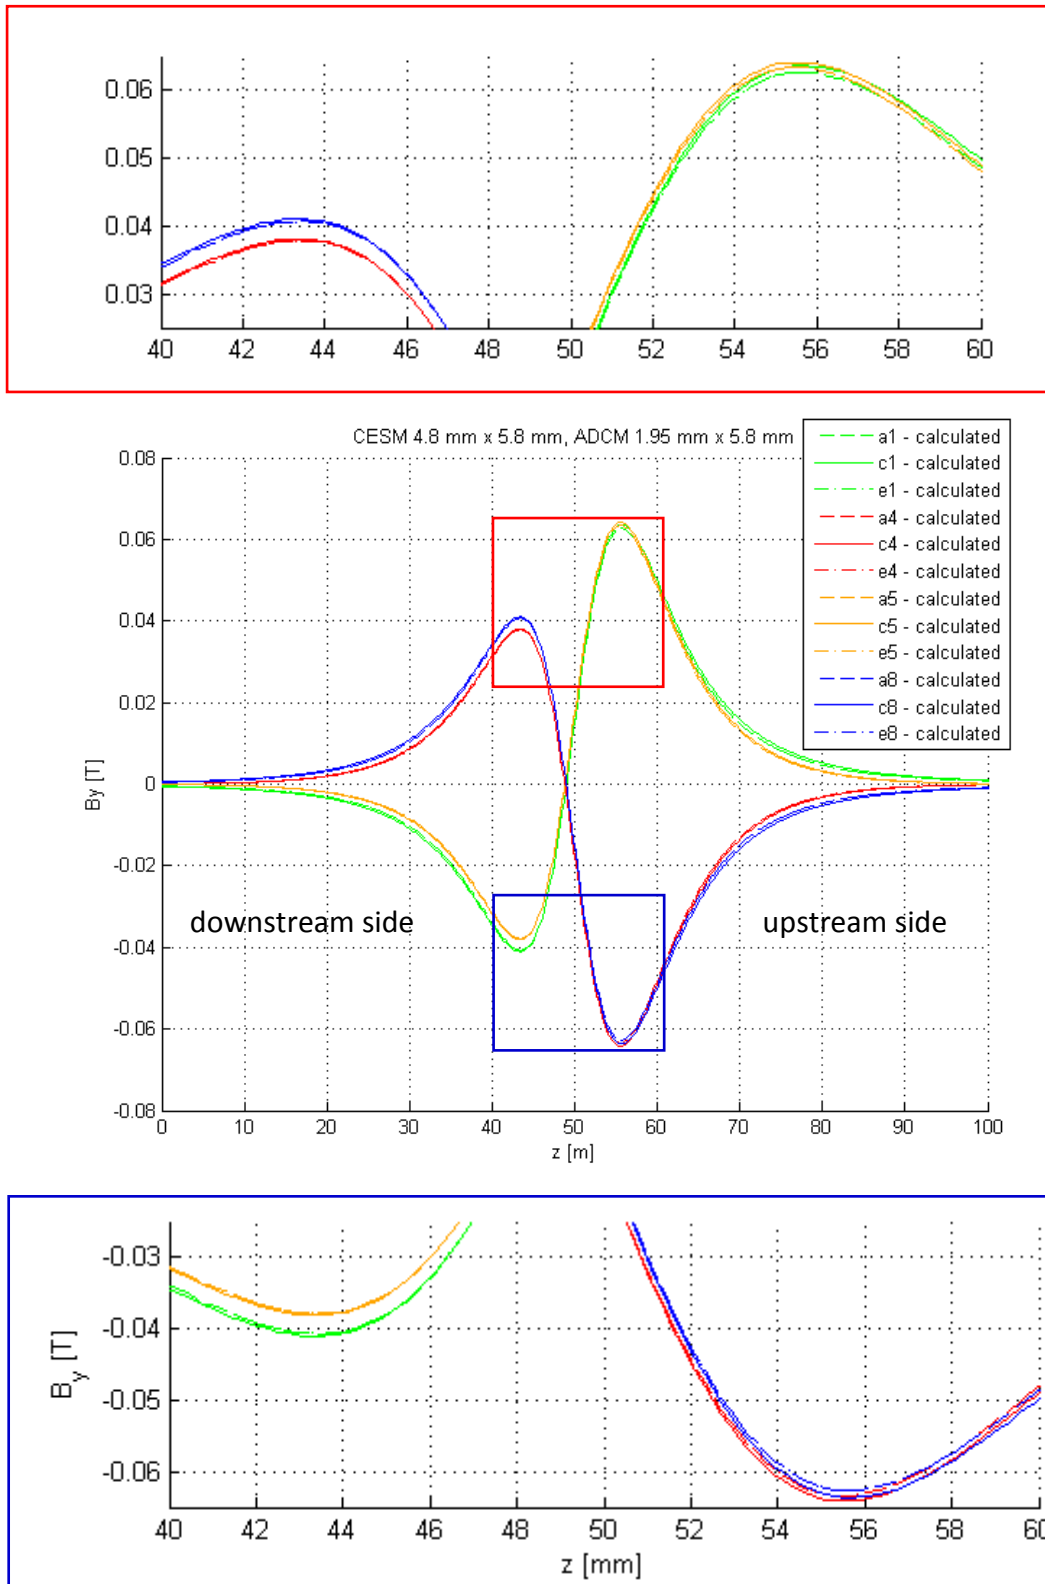 0.06
0.05
0.04
0.03
40 42 44 46 48 50 52 54 56 58 60
CESM 4.8 mm x 5.8 mm, ADCM 1.95 mm x 5.8 mm
a1 - calculated
c1 - calculated
e1 - calculated
a4 - calculated
c4 - calculated
e4 - calculated
a5 - calculated
c5 - calculated
e5 - calculated
a8 - calculated
c8 - calculated
e8 - calculated
0.08
0.06
0.04
0.02
0
-0.02
-0.04
-0.06
-0.08
By [T]
downstream side
upstream side
0 10 20 30 40 50 60 70 80 90 100
z [m]
-0.03
-0.04
-0.05
-0.06
B_y [T]
40 42 44 46 48 50 52 54 56 58 60
z [mm]